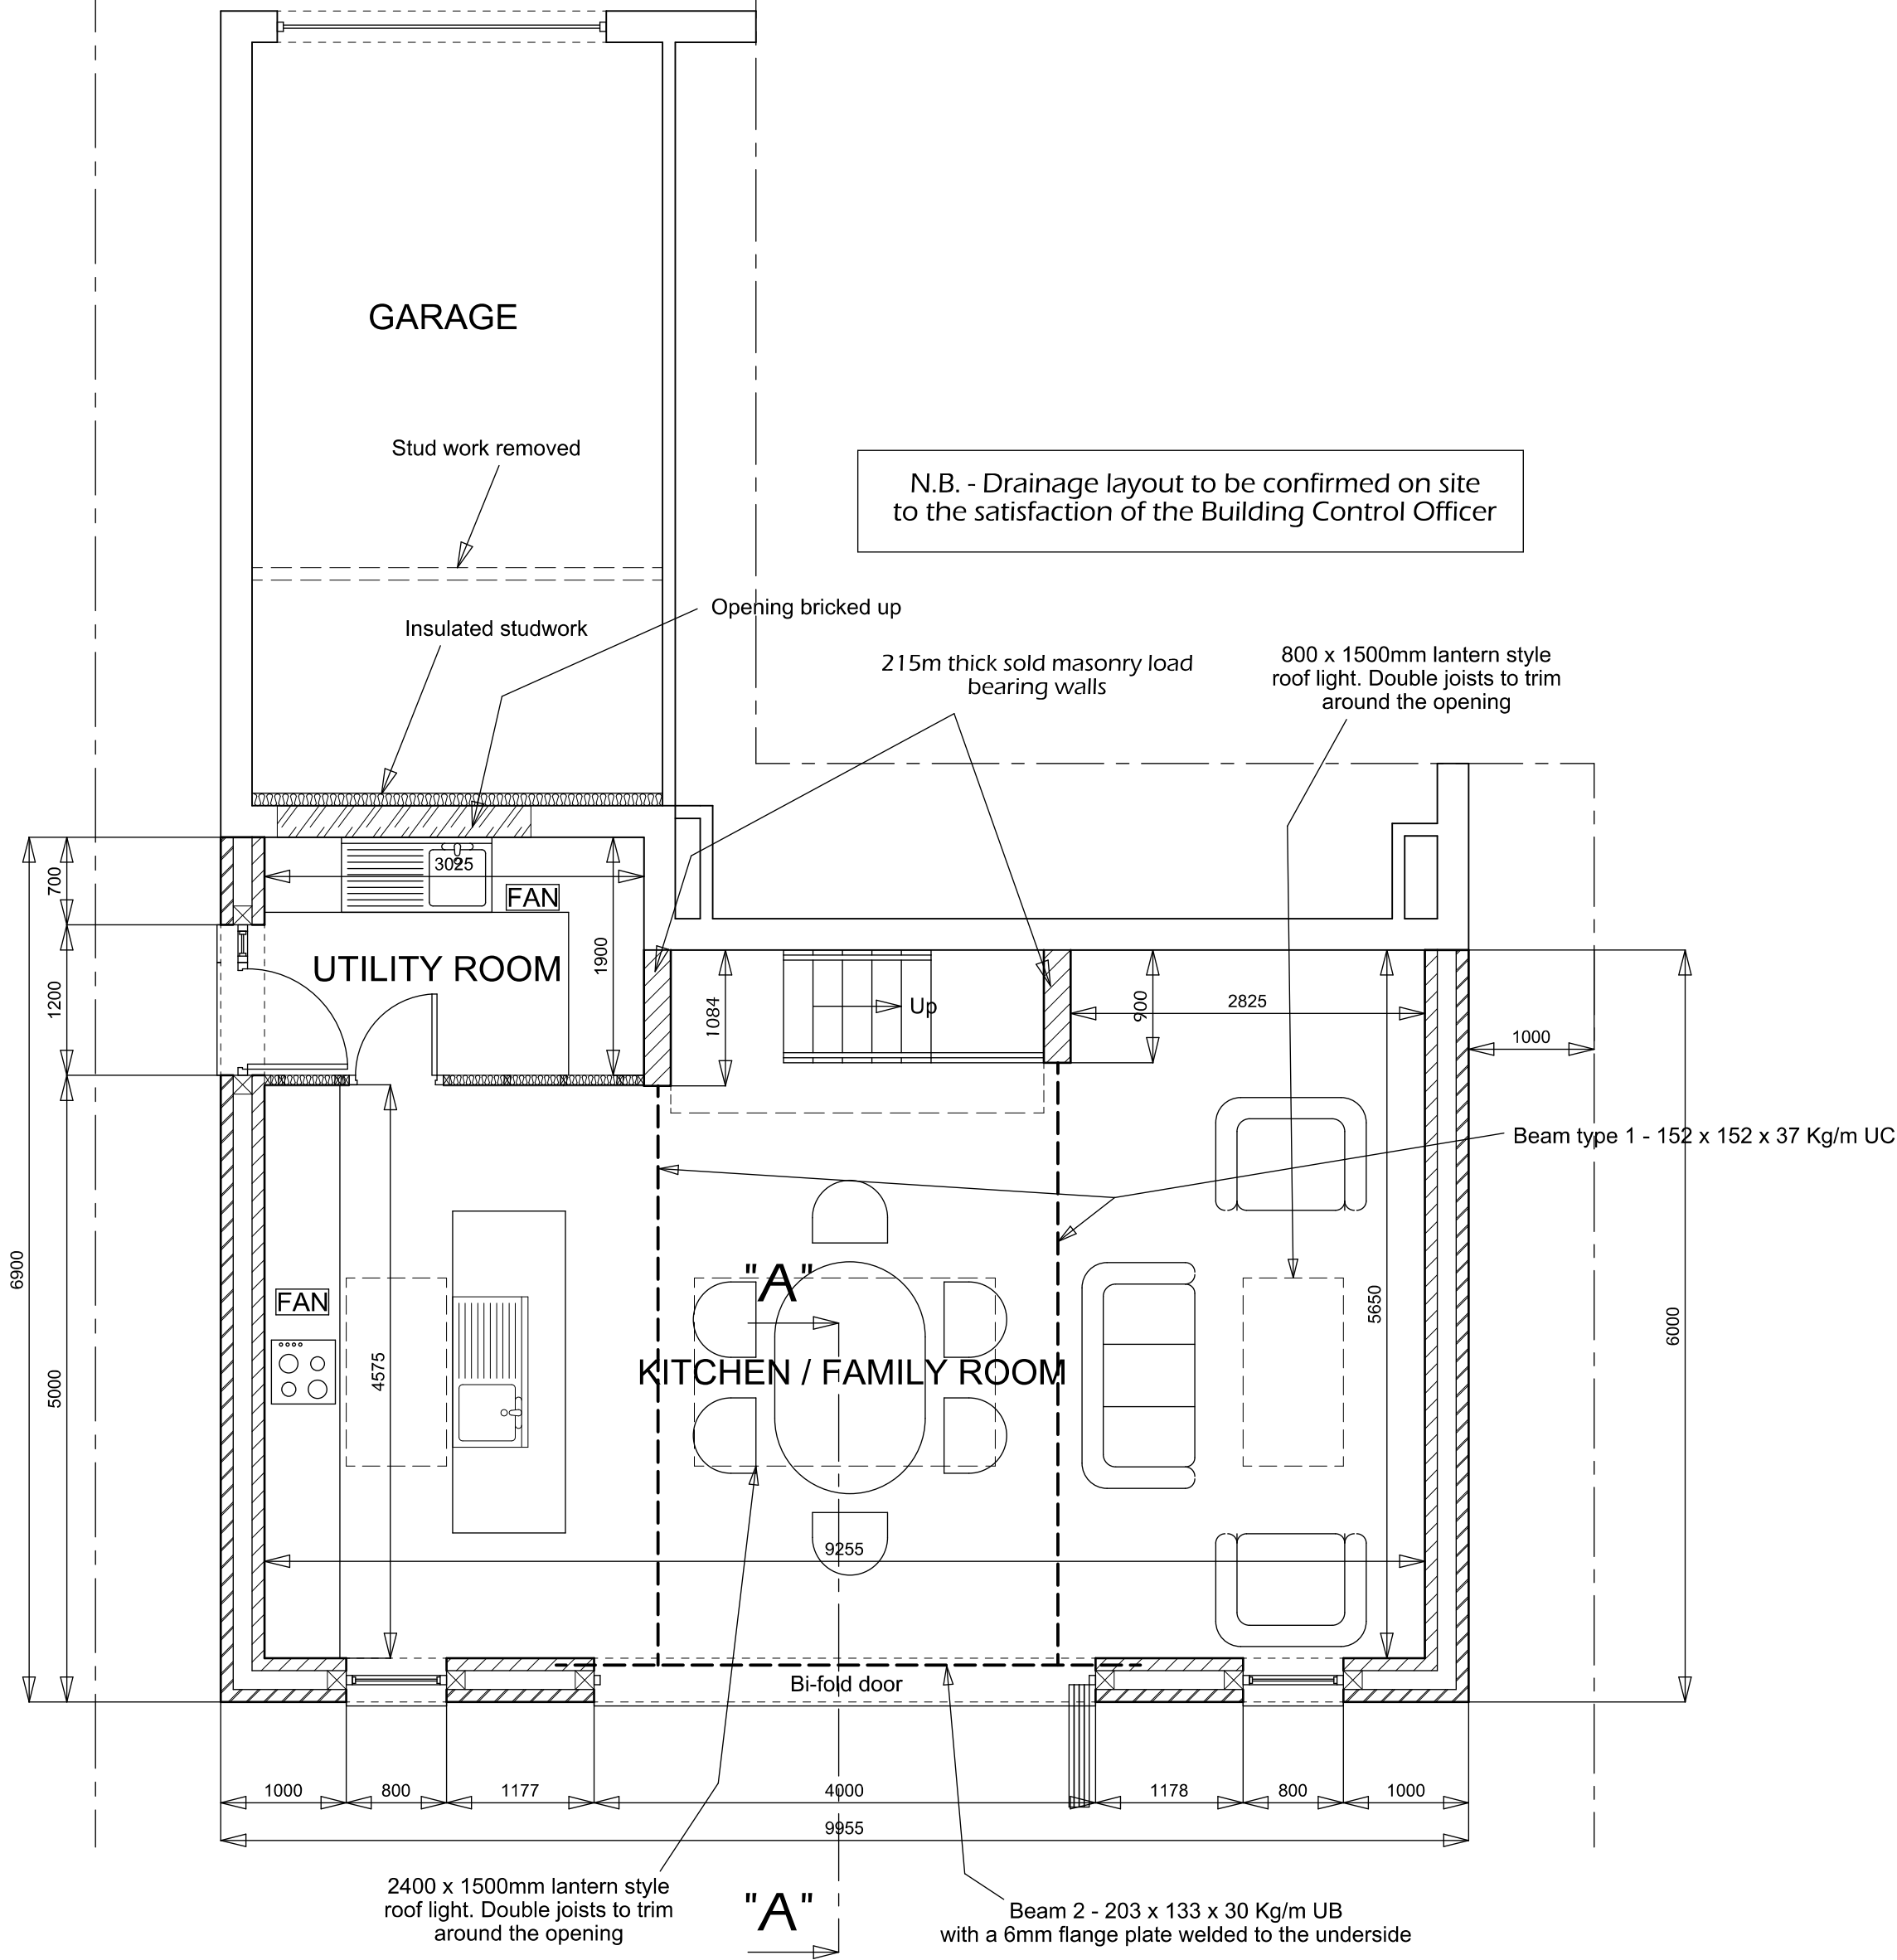 GARAGE
Stud work removed
N.B. - Drainage layout to be confirmed on site
to the satisfaction of the Building Control Officer
Opening bricked up
Insulated studwork
215m thick sold masonry load
bearing walls
800 x 1500mm lantern style
roof light. Double joists to trim
around the opening
3025
FAN
700
UTILITY ROOM
1900
1200
1084
Up
900
2825
1000
Beam type 1 - 152 x 152 x 37 Kg/m UC
6900
"A"
FAN
5650
6000
4575
5000
KITCHEN / FAMILY ROOM
9255
Bi-fold door
1000
800
1177
4000
1178
800
1000
9955
2400 x 1500mm lantern style
roof light. Double joists to trim
around the opening
"A"
Beam 2 - 203 x 133 x 30 Kg/m UB
with a 6mm flange plate welded to the underside